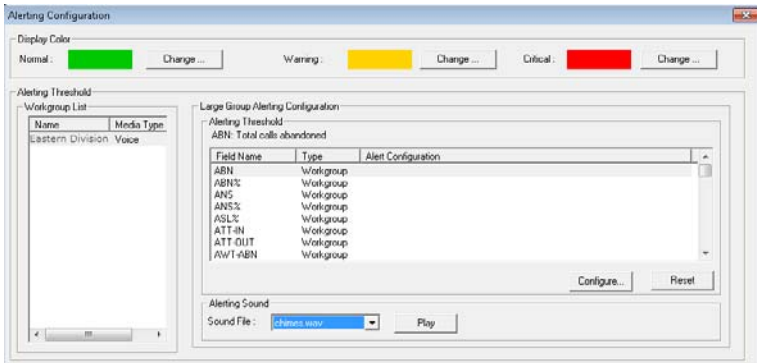 Alerting Configuration
Display Color
Normal : Change ... Warning : Change ... Critical : Change ...
Alerting Threshold
Workgroup List
Name Media Type
Eastern Division Voice
Large Group Alerting Configuration
Alerting Threshold
ABN: Total calls abandoned
Field Name Type Alert Configuration
ABN Workgroup
ABN% Workgroup
ANS Workgroup
ANS% Workgroup
ASL% Workgroup
ATT-IN Workgroup
ATT-OUT Workgroup
AWT-ABN Workgroup
Configure... Reset
Alerting Sound
Sound File : chimes.wav Play